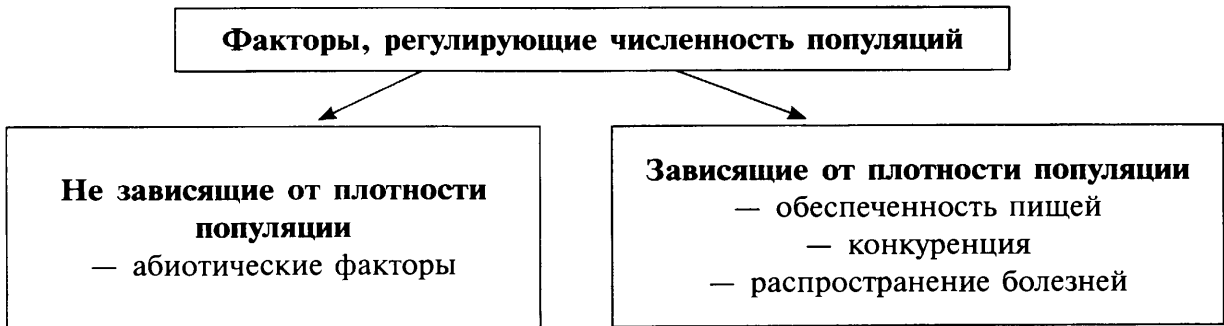 Факторы, регулирующие численность популяций
Не зависящие от плотности
популяции
— абиотические факторы
Зависящие от плотности популяции
— обеспеченность пищей
— конкуренция
— распространение болезней